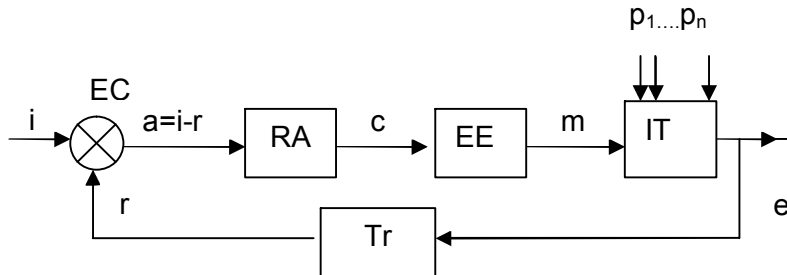 p₁....pₙ
EC
i a=i-r RA c EE m IT
r Tr e